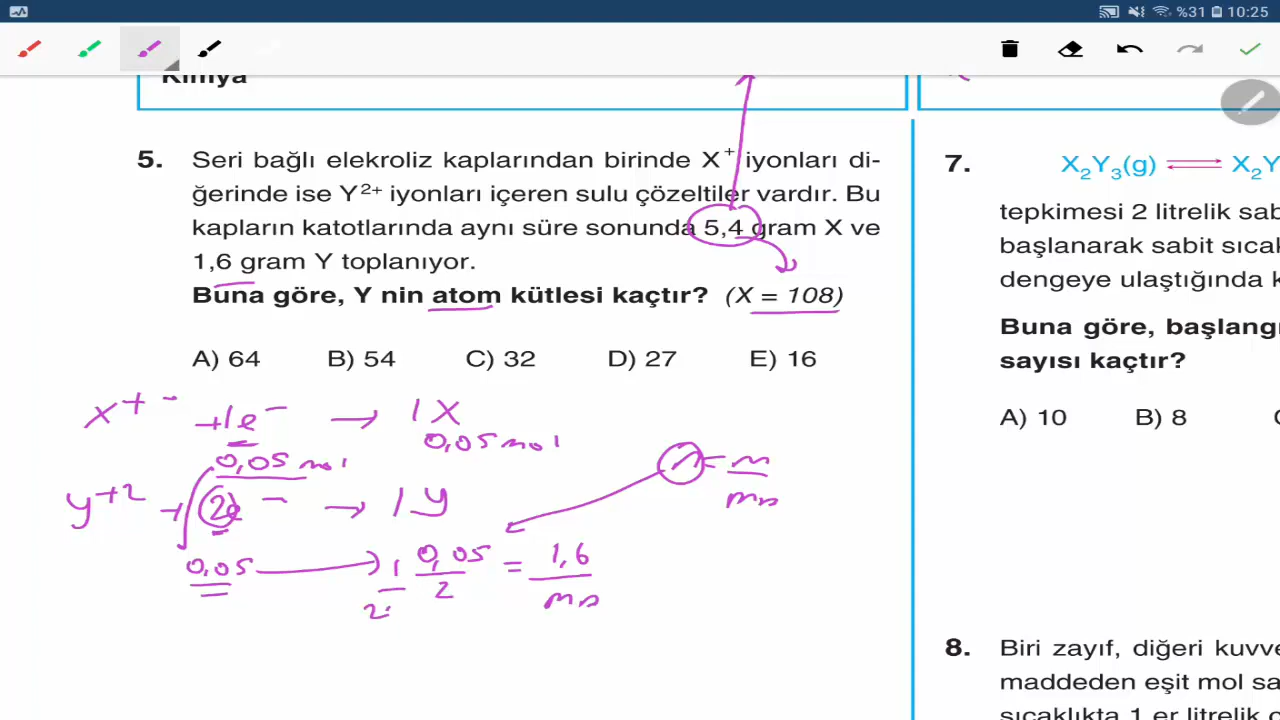 %31 10:25
Kimya
5. Seri bağlı elekroliz kaplarından birinde X⁺ iyonları di-
ğerinde ise Y²⁺ iyonları içeren sulu çözeltiler vardır. Bu
kapların katotlarında aynı süre sonunda 5,4 gram X ve
1,6 gram Y toplanıyor.
Buna göre, Y nin atom kütlesi kaçtır? (X = 108)
A) 64 B) 54 C) 32 D) 27 E) 16
x⁺ + 1e⁻ → 1X
0,05 mol
0,05 mol
n = m
mA
y⁺² + 2e⁻ → 1Y
0,05 → 1 0,05 = 1,6
2 2 mA
7. X₂Y₃(g) ⇌ X₂Y
tepkimesi 2 litrelik sab
başlanarak sabit sıcak
dengeye ulaştığında k
Buna göre, başlangı
sayısı kaçtır?
A) 10 B) 8
8. Biri zayıf, diğeri kuvve
maddeden eşit mol sa
sıcaklıkta 1 er litrelik ç